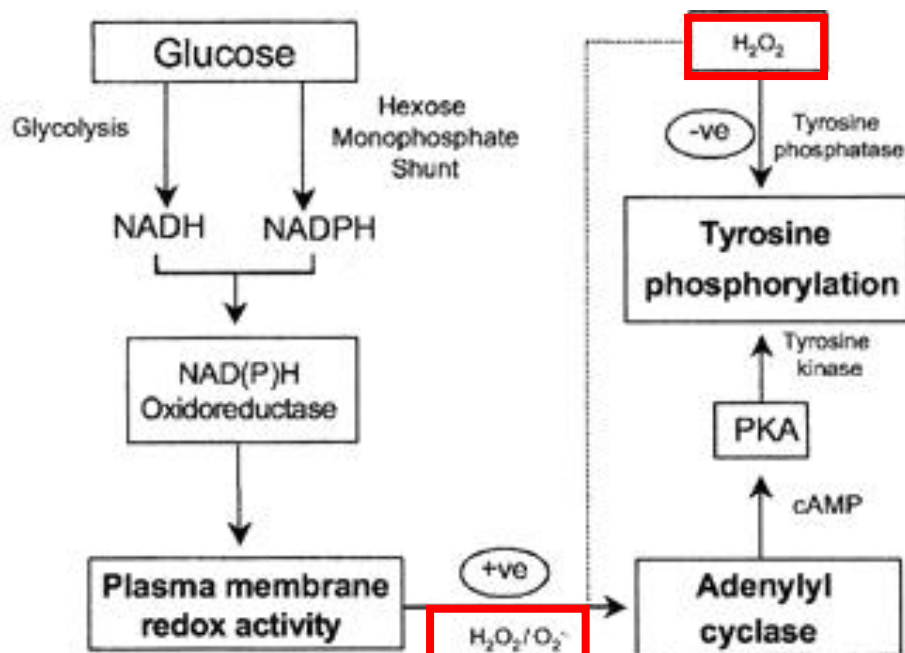 Glucose
Glycolysis
Hexose
Monophosphate
Shunt
NADH
NADPH
NAD(P)H
Oxidoreductase
Plasma membrane
redox activity
+ve
H₂O₂ / O₂⁻
Adenylyl
cyclase
cAMP
PKA
Tyrosine
kinase
Tyrosine
phosphorylation
-ve
Tyrosine
phosphatase
H₂O₂